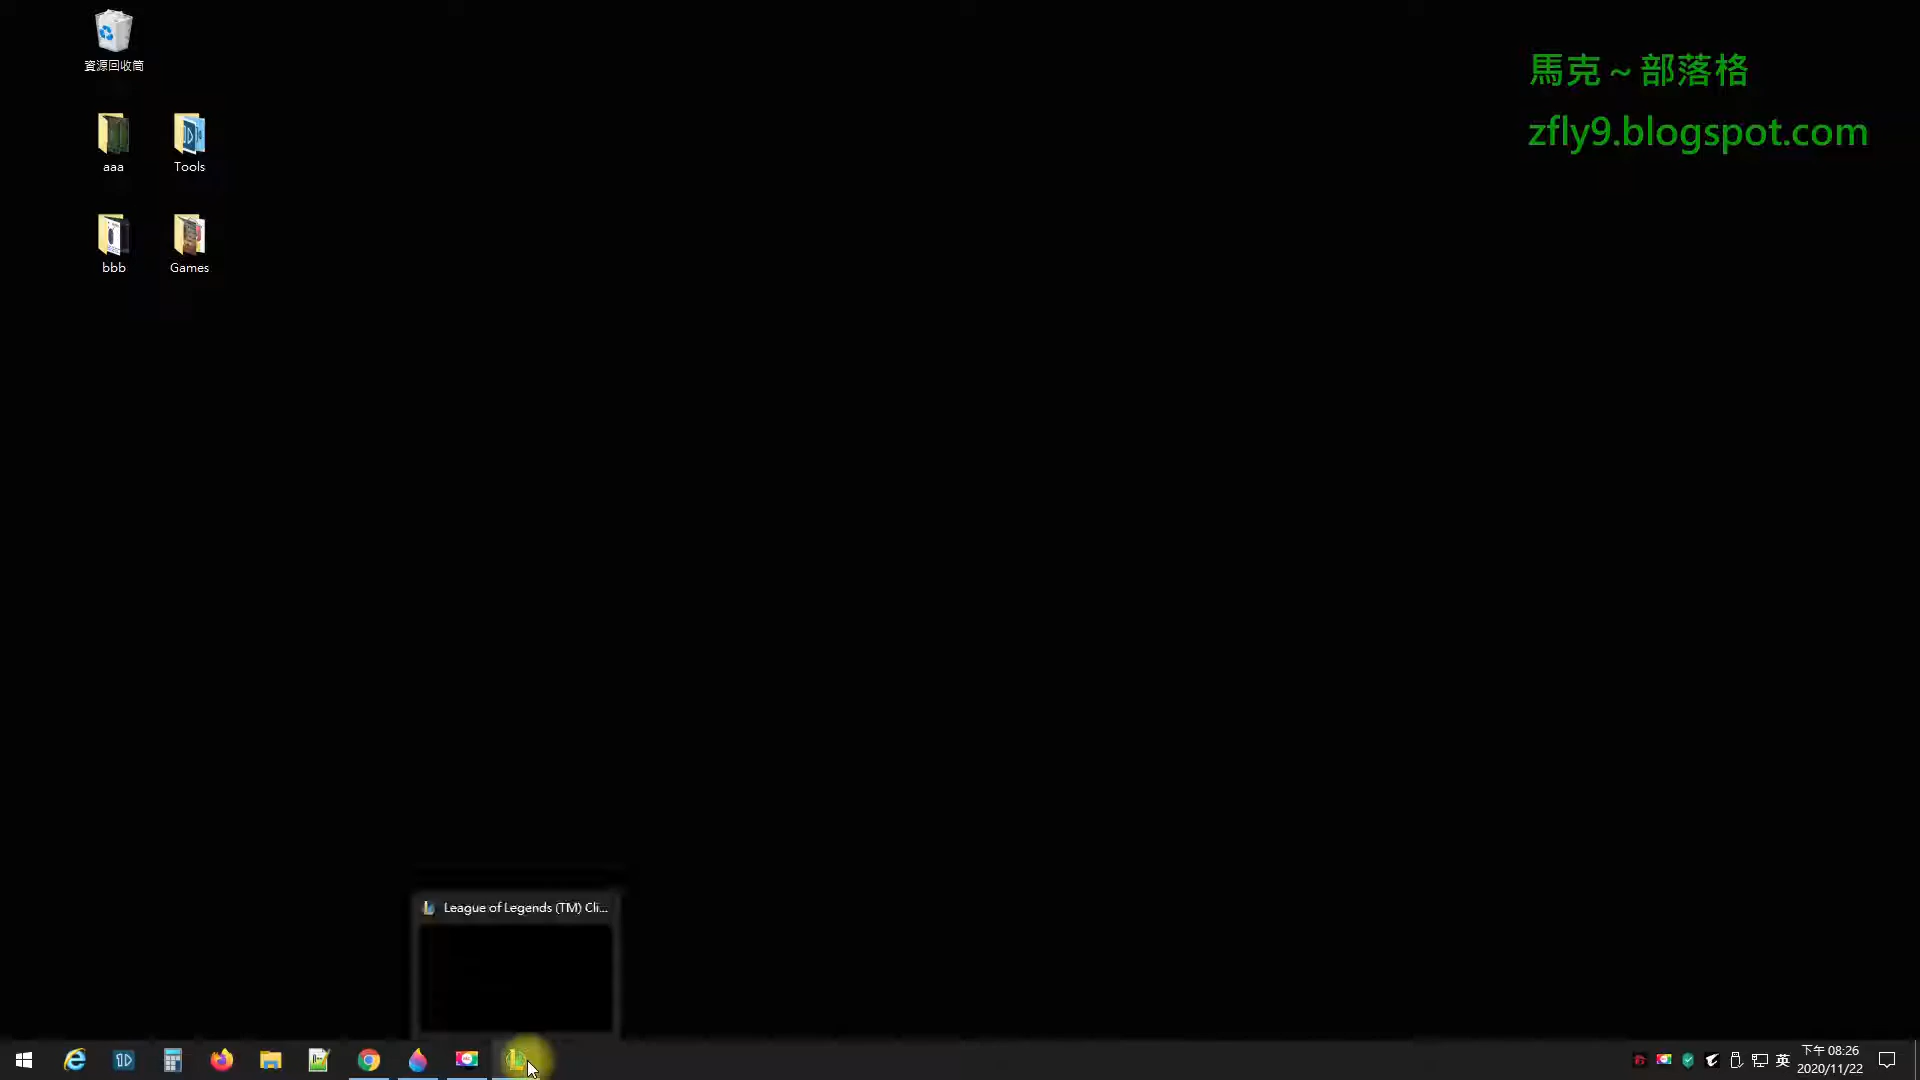 資源回收筒
aaa
Tools
bbb
Games
馬克~部落格
zfly9.blogspot.com
League of Legends (TM) Cli...
英
下午 08:26
2020/11/22